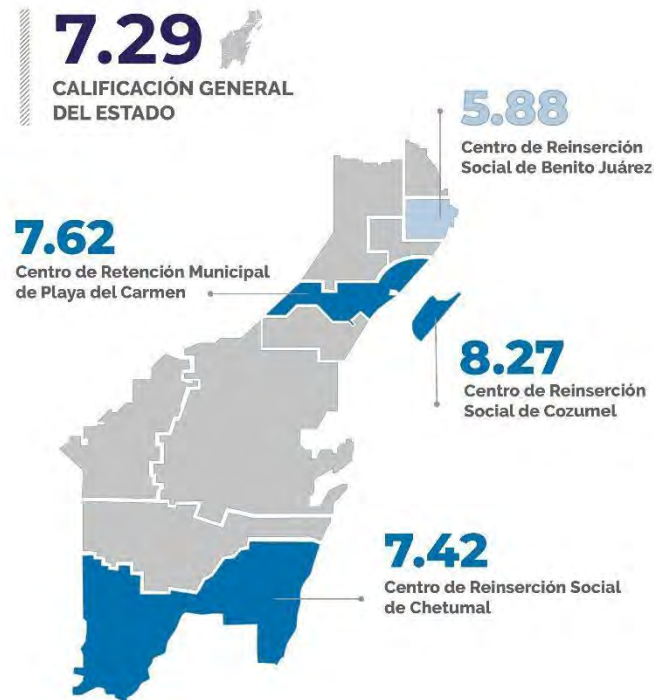 7.29
CALIFICACIÓN GENERAL
DEL ESTADO
5.88
Centro de Reinserción
Social de Benito Juárez
7.62
Centro de Retención Municipal
de Playa del Carmen
8.27
Centro de Reinserción
Social de Cozumel
7.42
Centro de Reinserción Social
de Chetumal